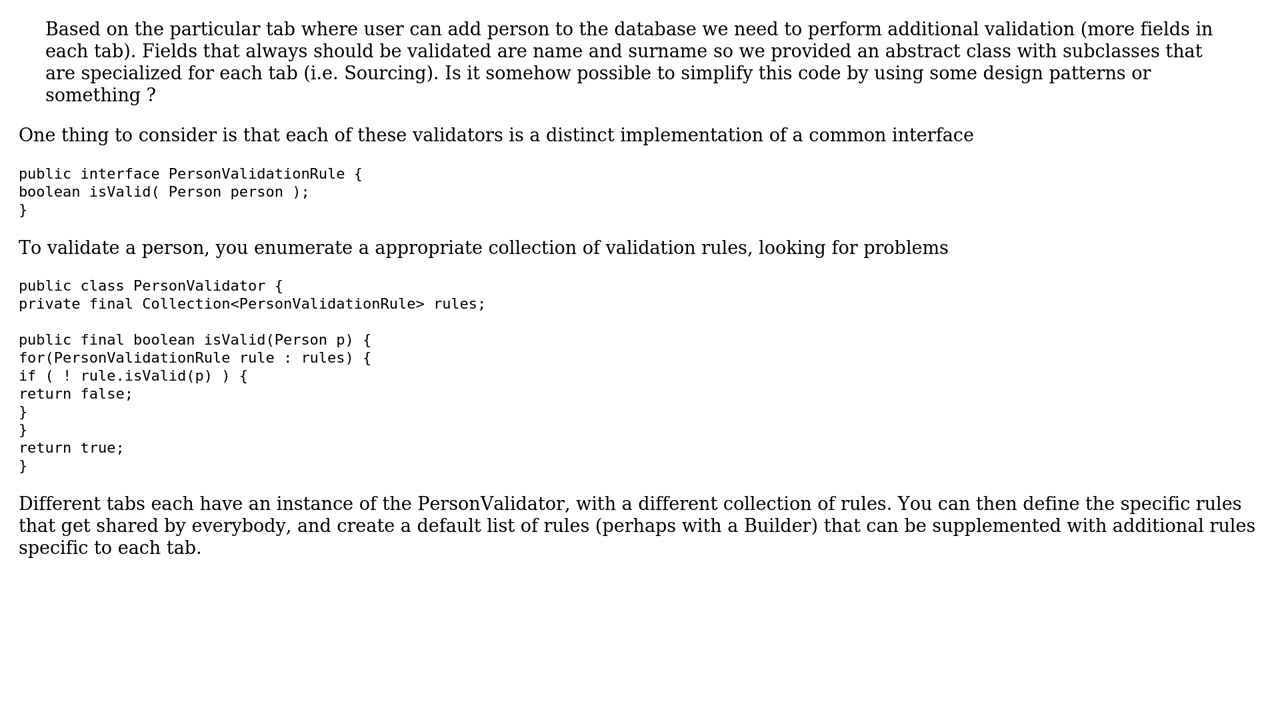 Based on the particular tab where user can add person to the database we need to perform additional validation (more fields in
each tab). Fields that always should be validated are name and surname so we provided an abstract class with subclasses that
are specialized for each tab (i.e. Sourcing). Is it somehow possible to simplify this code by using some design patterns or
something ?
One thing to consider is that each of these validators is a distinct implementation of a common interface
public interface PersonValidationRule {
boolean isValid( Person person );
}
To validate a person, you enumerate a appropriate collection of validation rules, looking for problems
public class PersonValidator {
private final Collection<PersonValidationRule> rules;
public final boolean isValid(Person p) {
for(PersonValidationRule rule : rules) {
if ( ! rule.isValid(p) ) {
return false;
}
}
return true;
}
Different tabs each have an instance of the PersonValidator, with a different collection of rules. You can then define the specific rules
that get shared by everybody, and create a default list of rules (perhaps with a Builder) that can be supplemented with additional rules
specific to each tab.